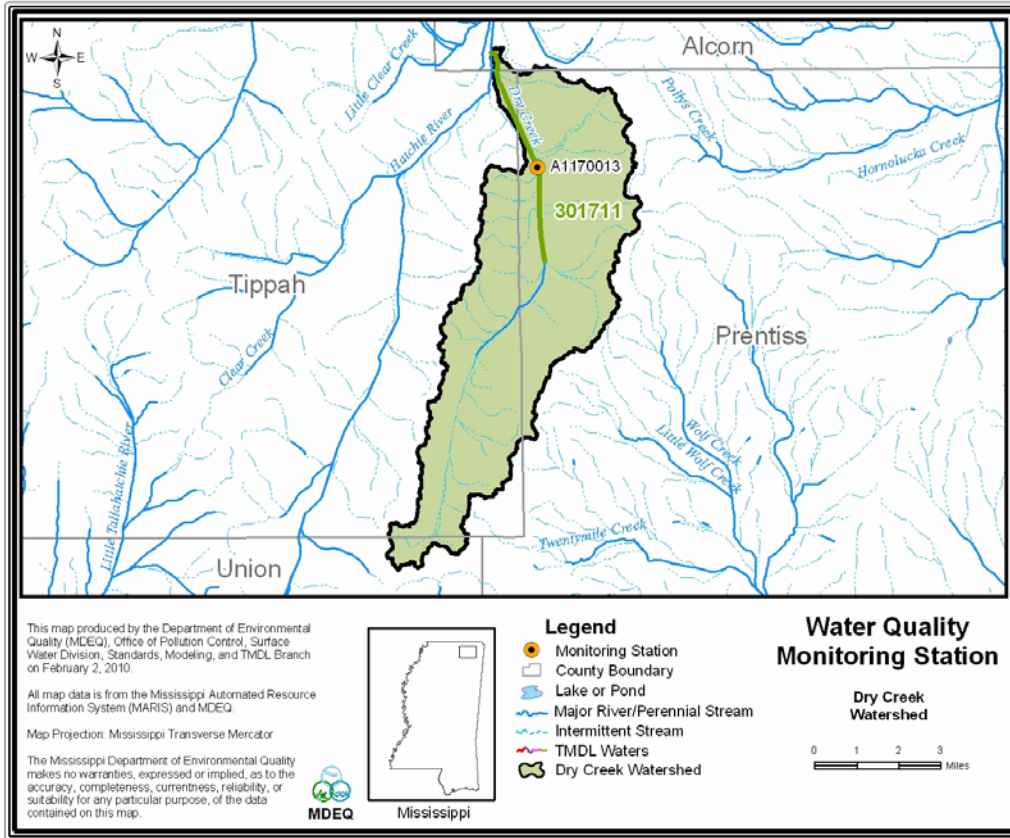 N
W E
S
Alcorn
Little Clear Creek
Dry Creek
Pollys Creek
Hatchie River
Hornolucka Creek
A1170013
301711
Tippah
Prentiss
Clear Creek
Wolf Creek
Little Wolf Creek
Little Tallahatchie River
Twentymile Creek
Union
This map produced by the Department of Environmental
Quality (MDEQ), Office of Pollution Control, Surface
Water Division, Standards, Modeling, and TMDL Branch
on February 2, 2010.
All map data is from the Mississippi Automated Resource
Information System (MARIS) and MDEQ.
Map Projection: Mississippi Transverse Mercator
The Mississippi Department of Environmental Quality
makes no warranties, expressed or implied, as to the
accuracy, completeness, currentness, reliability, or
suitability for any particular purpose, of the data
contained on this map.
MDEQ
Mississippi
Legend
Monitoring Station
County Boundary
Lake or Pond
Major River/Perennial Stream
Intermittent Stream
TMDL Waters
Dry Creek Watershed
Water Quality
Monitoring Station
Dry Creek
Watershed
0 1 2 3
Miles